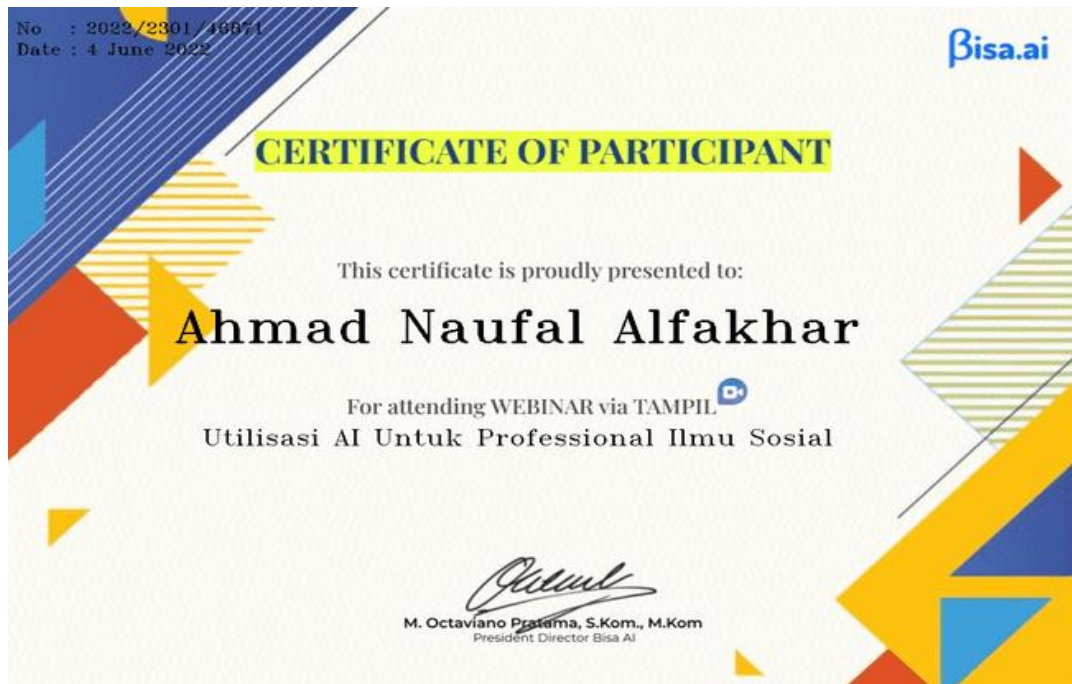 No : 2022/2301/46871
Date : 4 June 2022
βisa.ai
CERTIFICATE OF PARTICIPANT
This certificate is proudly presented to:
Ahmad Naufal Alfakhar
For attending WEBINAR via TAMPIL
Utilisasi AI Untuk Professional Ilmu Sosial
M. Octaviano Pratama, S.Kom., M.Kom
President Director Bisa AI